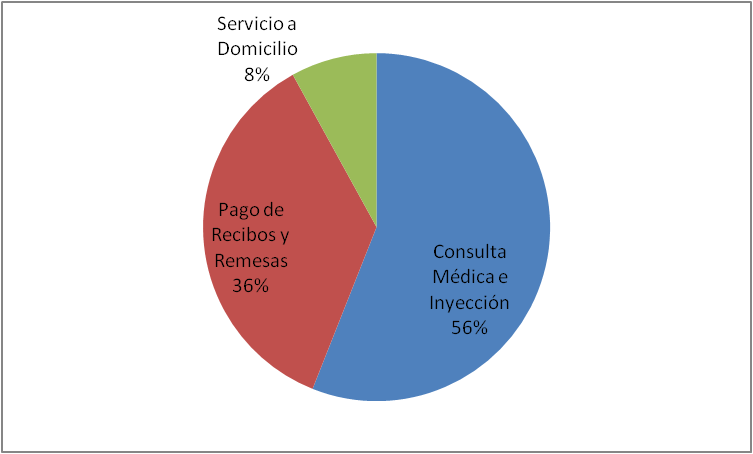 Servicio a
Domicilio
8%
Pago de
Recibos y
Remesas
36%
Consulta
Médica e
Inyección
56%